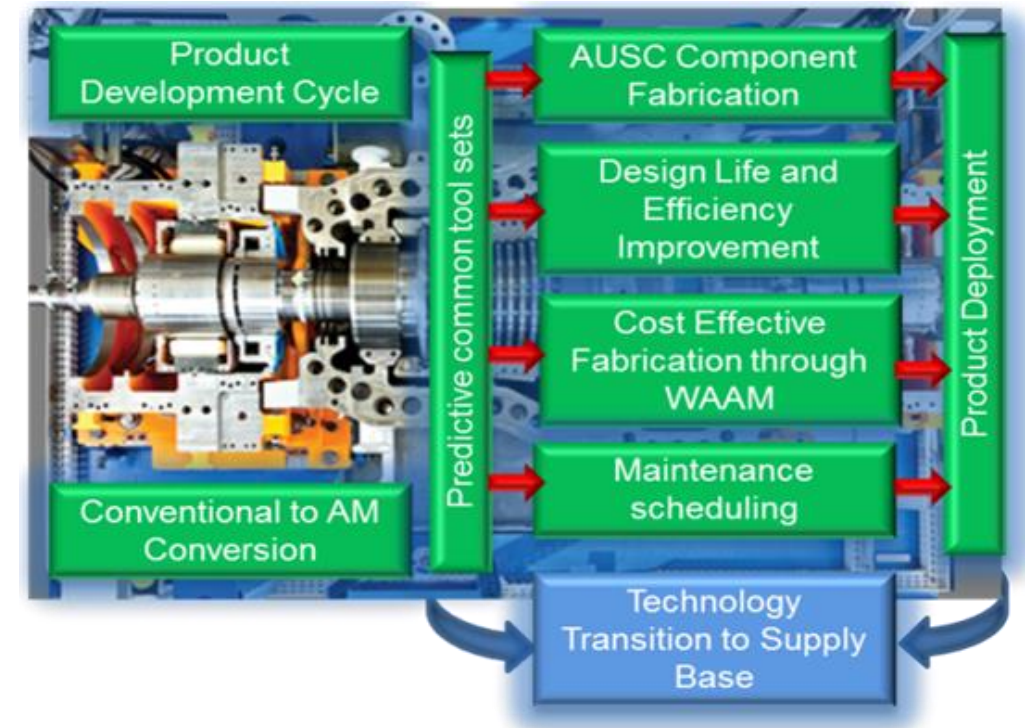 Product
Development Cycle
Conventional to AM
Conversion
Predictive common tool sets
AUSC Component
Fabrication
Design Life and
Efficiency
Improvement
Cost Effective
Fabrication through
WAAM
Maintenance
scheduling
Product Deployment
Technology
Transition to Supply
Base